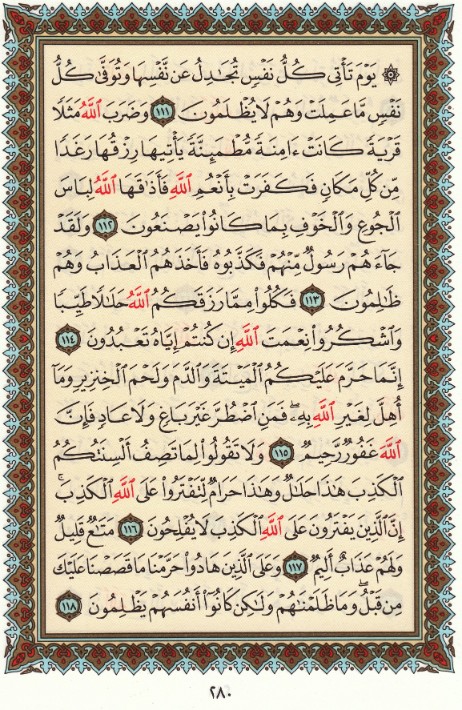 ۞ يَوْمَ تَأْتِى كُلُّ نَفْسٍ تُجَـٰدِلُ عَن نَّفْسِهَا وَتُوَفَّىٰ كُلُّ
نَفْسٍ مَّا عَمِلَتْ وَهُمْ لَا يُظْلَمُونَ ١١١ وَضَرَبَ ٱللَّهُ مَثَلًا
قَرْيَةً كَانَتْ ءَامِنَةً مُّطْمَئِنَّةً يَأْتِيهَا رِزْقُهَا رَغَدًا
مِّن كُلِّ مَكَانٍ فَكَفَرَتْ بِأَنْعُمِ ٱللَّهِ فَأَذَٰقَهَا ٱللَّهُ لِبَاسَ
ٱلْجُوعِ وَٱلْخَوْفِ بِمَا كَانُوا۟ يَصْنَعُونَ ١١٢ وَلَقَدْ
جَآءَهُمْ رَسُولٌ مِّنْهُمْ فَكَذَّبُوهُ فَأَخَذَهُمُ ٱلْعَذَابُ وَهُمْ
ظَـٰلِمُونَ ١١٣ فَكُلُوا۟ مِمَّا رَزَقَكُمُ ٱللَّهُ حَلَـٰلًا طَيِّبًا
وَٱشْكُرُوا۟ نِعْمَتَ ٱللَّهِ إِن كُنتُمْ إِيَّاهُ تَعْبُدُونَ ١١٤
إِنَّمَا حَرَّمَ عَلَيْكُمُ ٱلْمَيْتَةَ وَٱلدَّمَ وَلَحْمَ ٱلْخِنزِيرِ وَمَآ
أُهِلَّ لِغَيْرِ ٱللَّهِ بِهِۦ ۖ فَمَنِ ٱضْطُرَّ غَيْرَ بَاغٍ وَلَا عَادٍ فَإِنَّ
ٱللَّهَ غَفُورٌ رَّحِيمٌ ١١٥ وَلَا تَقُولُوا۟ لِمَا تَصِفُ أَلْسِنَتُكُمُ
ٱلْكَذِبَ هَـٰذَا حَلَـٰلٌ وَهَـٰذَا حَرَامٌ لِّتَفْتَرُوا۟ عَلَى ٱللَّهِ ٱلْكَذِبَ ۚ
إِنَّ ٱلَّذِينَ يَفْتَرُونَ عَلَى ٱللَّهِ ٱلْكَذِبَ لَا يُفْلِحُونَ ١١٦ مَتَـٰعٌ قَلِيلٌ
وَلَهُمْ عَذَابٌ أَلِيمٌ ١١٧ وَعَلَى ٱلَّذِينَ هَادُوا۟ حَرَّمْنَا مَا قَصَصْنَا عَلَيْكَ
مِن قَبْلُ ۖ وَمَا ظَلَمْنَـٰهُمْ وَلَـٰكِن كَانُوٓا۟ أَنفُسَهُمْ يَظْلِمُونَ ١١٨
٢٨٠